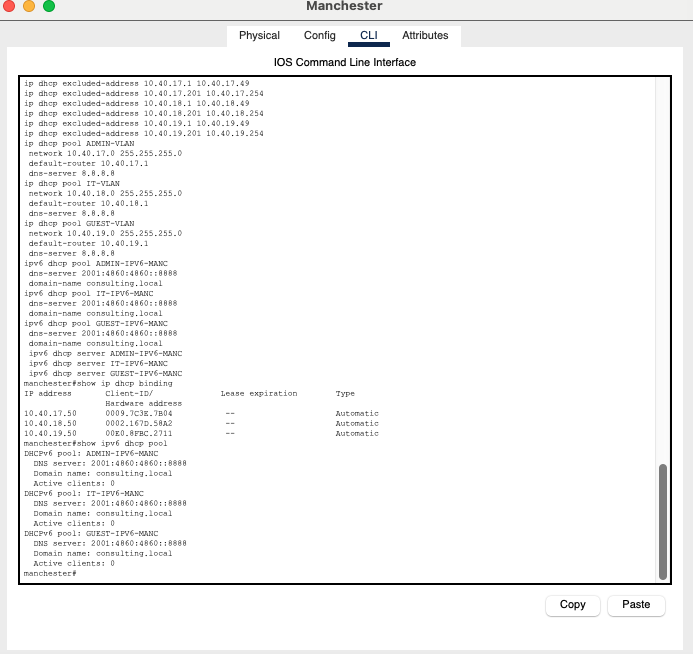 Manchester
Physical Config CLI Attributes
IOS Command Line Interface
ip dhcp excluded-address 10.40.17.1 10.40.17.49
ip dhcp excluded-address 10.40.17.201 10.40.17.254
ip dhcp excluded-address 10.40.18.1 10.40.18.49
ip dhcp excluded-address 10.40.18.201 10.40.18.254
ip dhcp excluded-address 10.40.19.1 10.40.19.49
ip dhcp excluded-address 10.40.19.201 10.40.19.254
ip dhcp pool ADMIN-VLAN
network 10.40.17.0 255.255.255.0
default-router 10.40.17.1
dns-server 8.8.8.8
ip dhcp pool IT-VLAN
network 10.40.18.0 255.255.255.0
default-router 10.40.18.1
dns-server 8.8.8.8
ip dhcp pool GUEST-VLAN
network 10.40.19.0 255.255.255.0
default-router 10.40.19.1
dns-server 8.8.8.8
ipv6 dhcp pool ADMIN-IPV6-MANC
dns-server 2001:4860:4860::8888
domain-name consulting.local
ipv6 dhcp pool IT-IPV6-MANC
dns-server 2001:4860:4860::8888
domain-name consulting.local
ipv6 dhcp pool GUEST-IPV6-MANC
dns-server 2001:4860:4860::8888
domain-name consulting.local
ipv6 dhcp server ADMIN-IPV6-MANC
ipv6 dhcp server IT-IPV6-MANC
ipv6 dhcp server GUEST-IPV6-MANC
manchester#show ip dhcp binding
IP address Client-ID/ Lease expiration Type
Hardware address
10.40.17.50 0009.7C3E.7B04 -- Automatic
10.40.18.50 0002.167D.58A2 -- Automatic
10.40.19.50 00E0.8FBC.2711 -- Automatic
manchester#show ipv6 dhcp pool
DHCPv6 pool: ADMIN-IPV6-MANC
DNS server: 2001:4860:4860::8888
Domain name: consulting.local
Active clients: 0
DHCPv6 pool: IT-IPV6-MANC
DNS server: 2001:4860:4860::8888
Domain name: consulting.local
Active clients: 0
DHCPv6 pool: GUEST-IPV6-MANC
DNS server: 2001:4860:4860::8888
Domain name: consulting.local
Active clients: 0
manchester#
Copy Paste